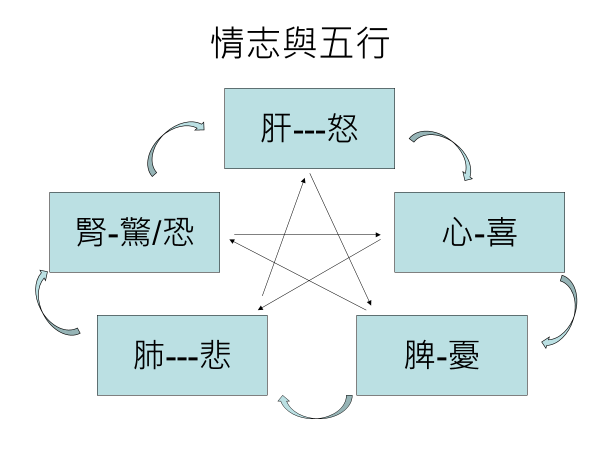 情志與五行
肝---怒
腎-驚/恐
心-喜
肺---悲
脾-憂